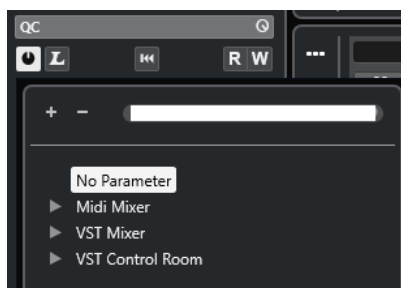 QC
L
R W
...
+ -
No Parameter
Midi Mixer
VST Mixer
VST Control Room